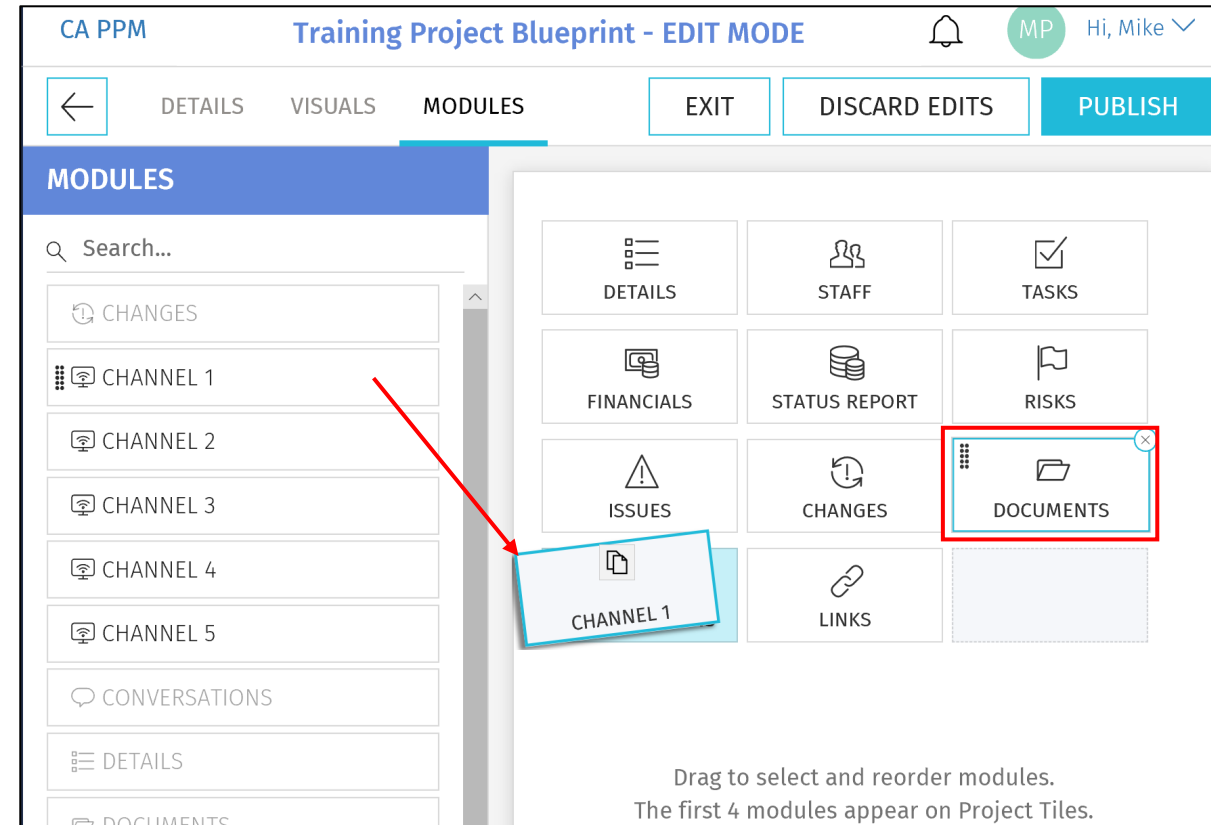 CA PPM
Training Project Blueprint - EDIT MODE
MP
Hi, Mike
DETAILS
VISUALS
MODULES
EXIT
DISCARD EDITS
PUBLISH
MODULES
Search...
CHANGES
CHANNEL 1
CHANNEL 2
CHANNEL 3
CHANNEL 4
CHANNEL 5
CONVERSATIONS
DETAILS
DOCUMENTS
DETAILS
STAFF
TASKS
FINANCIALS
STATUS REPORT
RISKS
ISSUES
CHANGES
DOCUMENTS
CHANNEL 1
LINKS
Drag to select and reorder modules.
The first 4 modules appear on Project Tiles.